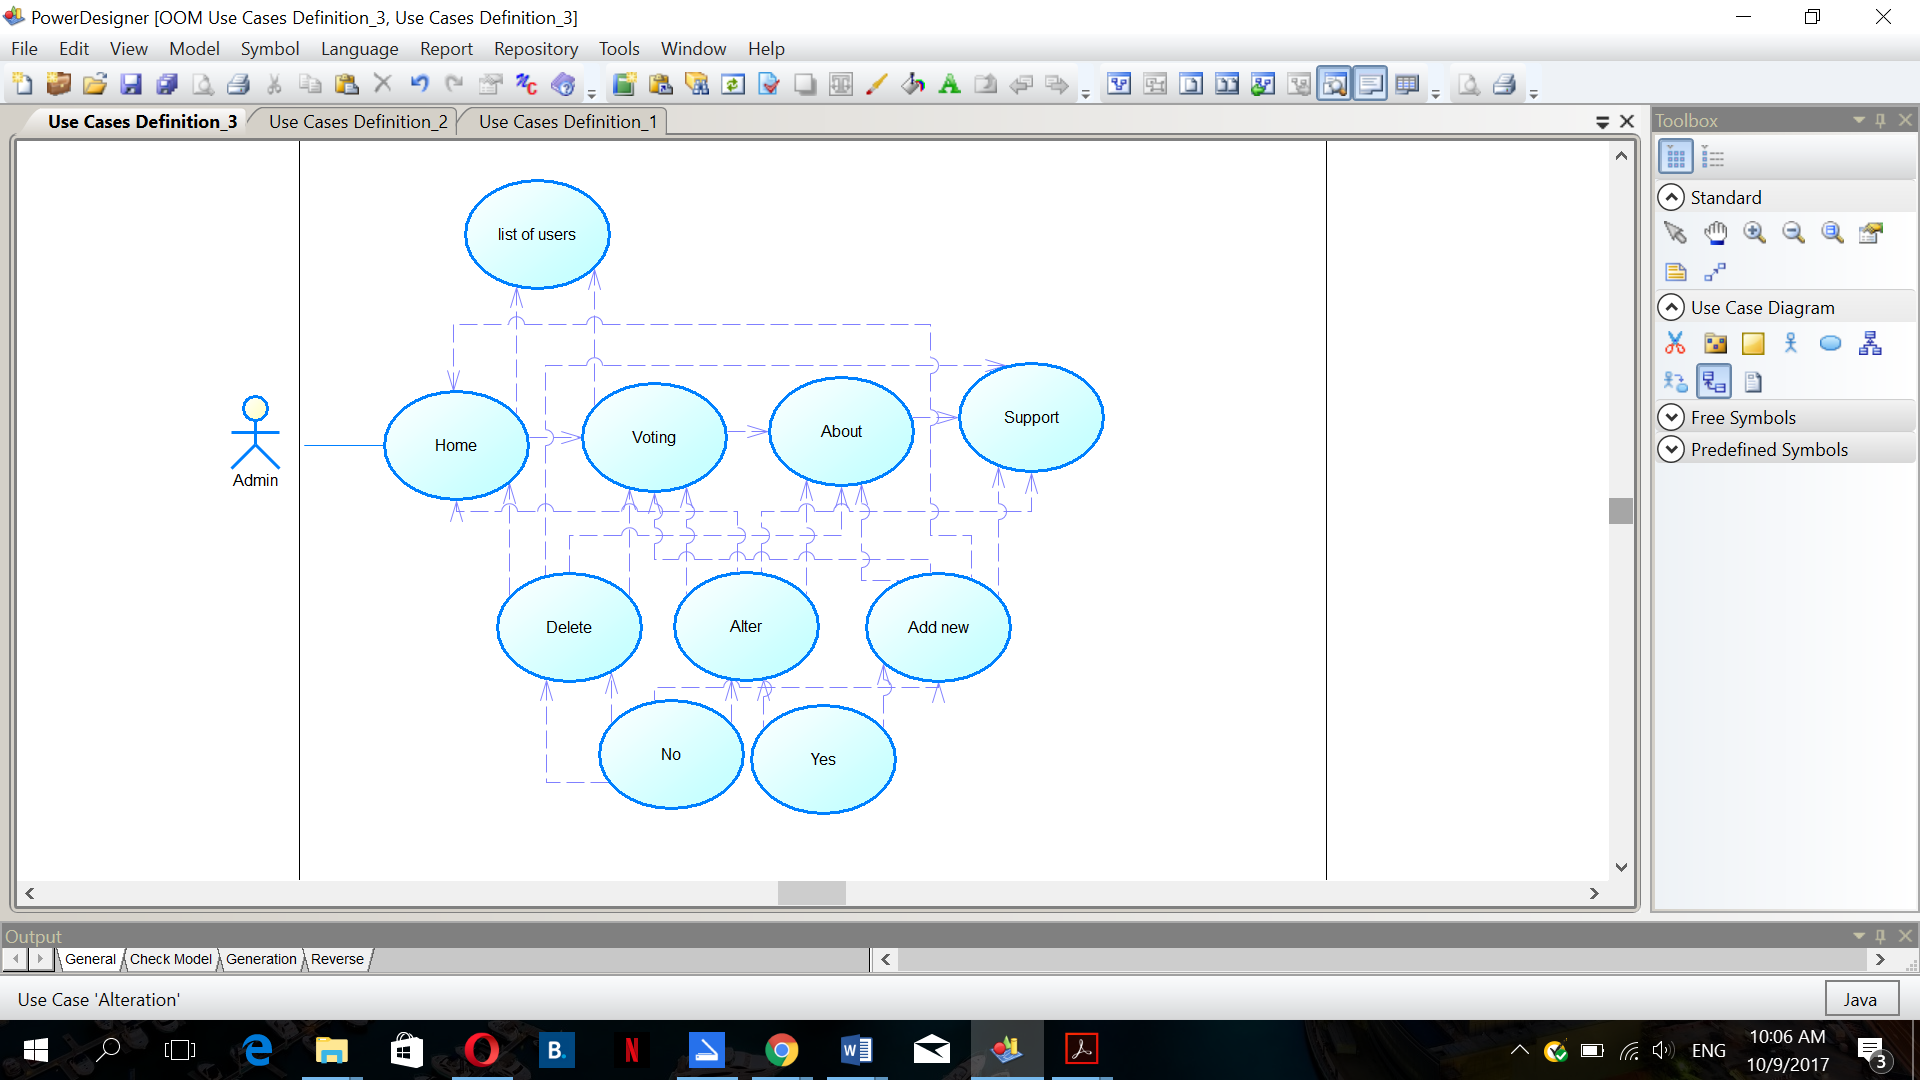 PowerDesigner [OOM Use Cases Definition_3, Use Cases Definition_3]
File Edit View Model Symbol Language Report Repository Tools Window Help
Use Cases Definition_3 Use Cases Definition_2 Use Cases Definition_1
Toolbox
Standard
Use Case Diagram
Free Symbols
Predefined Symbols
list of users
Admin
Home
Voting
About
Support
Delete
Alter
Add new
No
Yes
Output
General Check Model Generation Reverse
Use Case 'Alteration'
Java
B.
N
W
ENG
10:06 AM
10/9/2017
3